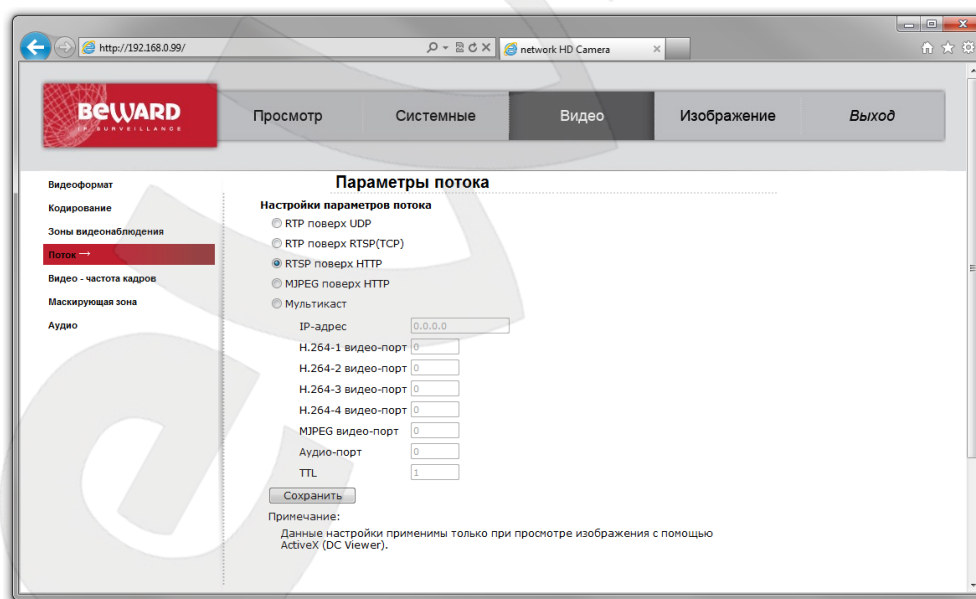 http://192.168.0.99/
network HD Camera
BEWARD
IP SURVEILLANCE
Просмотр
Системные
Видео
Изображение
Выход
Видеоформат
Кодирование
Зоны видеонаблюдения
Поток →
Видео - частота кадров
Маскирующая зона
Аудио
Параметры потока
Настройки параметров потока
RTP поверх UDP
RTP поверх RTSP(TCP)
RTSP поверх HTTP
MJPEG поверх HTTP
Мультикаст
IP-адрес 0.0.0.0
H.264-1 видео-порт 0
H.264-2 видео-порт 0
H.264-3 видео-порт 0
H.264-4 видео-порт 0
MJPEG видео-порт 0
Аудио-порт 0
TTL 1
Сохранить
Примечание:
Данные настройки применимы только при просмотре изображения с помощью
ActiveX (DC Viewer).